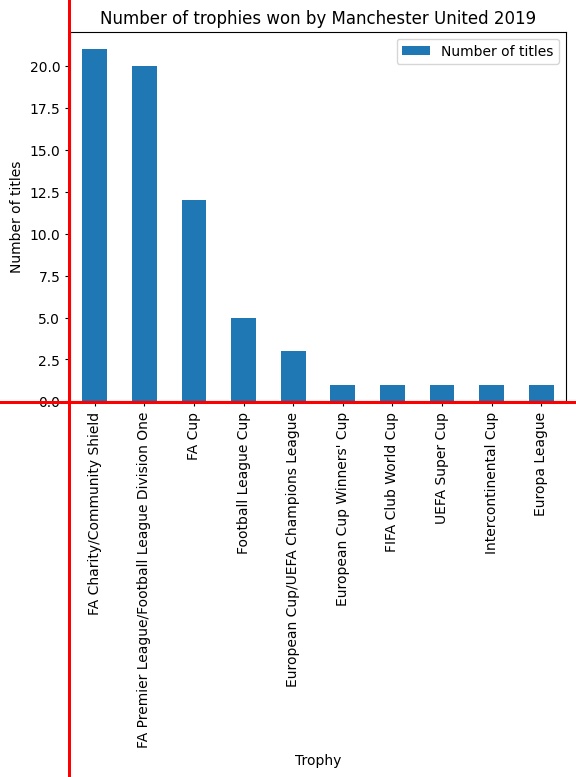 Number of trophies won by Manchester United 2019
Number of titles
Number of titles
20.0
17.5
15.0
12.5
10.0
7.5
5.0
2.5
0.0
FA Charity/Community Shield
FA Premier League/Football League Division One
FA Cup
Football League Cup
European Cup/UEFA Champions League
European Cup Winners' Cup
FIFA Club World Cup
UEFA Super Cup
Intercontinental Cup
Europa League
Trophy